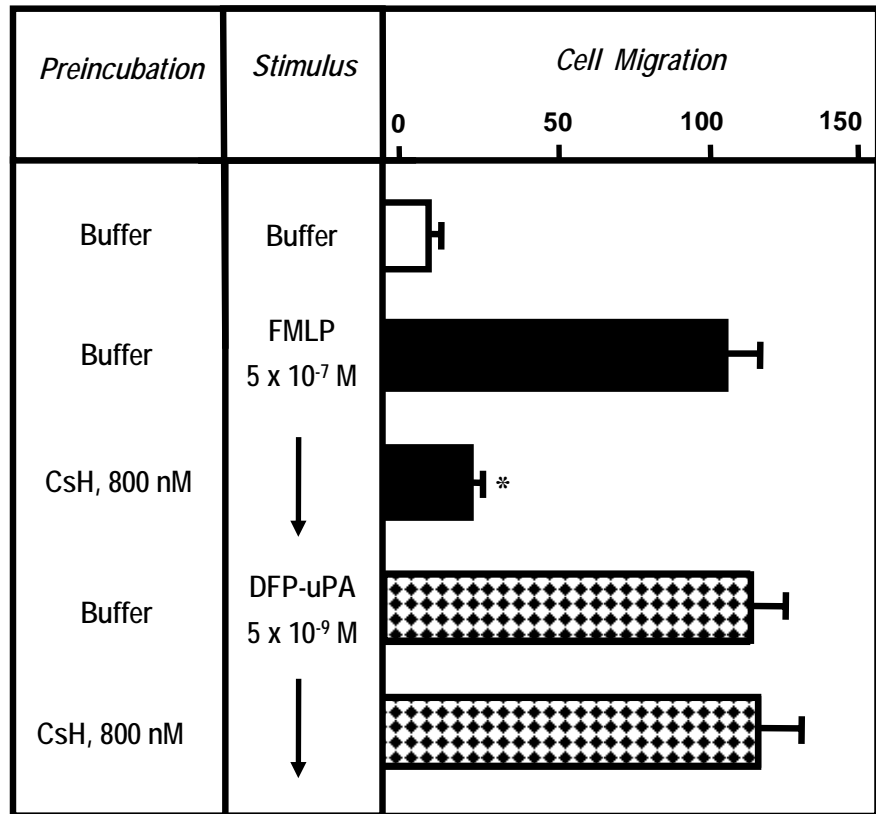 Preincubation Stimulus Cell Migration
0 50 100 150
Buffer Buffer
Buffer FMLP
5 x 10⁻⁷ M
CsH, 800 nM *
Buffer DFP-uPA
5 x 10⁻⁹ M
CsH, 800 nM